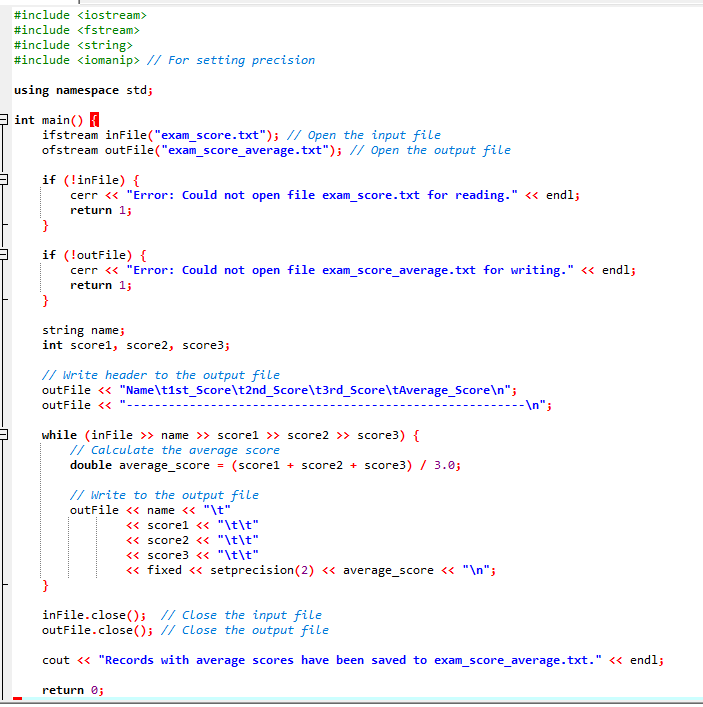 #include <iostream>
#include <fstream>
#include <string>
#include <iomanip> // For setting precision

using namespace std;

int main() {
    ifstream inFile("exam_score.txt"); // Open the input file
    ofstream outFile("exam_score_average.txt"); // Open the output file

    if (!inFile) {
        cerr << "Error: Could not open file exam_score.txt for reading." << endl;
        return 1;
    }

    if (!outFile) {
        cerr << "Error: Could not open file exam_score_average.txt for writing." << endl;
        return 1;
    }

    string name;
    int score1, score2, score3;

    // Write header to the output file
    outFile << "Name\t1st_Score\t2nd_Score\t3rd_Score\tAverage_Score\n";
    outFile << "---------------------------------------------------------\n";

    while (inFile >> name >> score1 >> score2 >> score3) {
        // Calculate the average score
        double average_score = (score1 + score2 + score3) / 3.0;

        // Write to the output file
        outFile << name << "\t"
                << score1 << "\t\t"
                << score2 << "\t\t"
                << score3 << "\t\t"
                << fixed << setprecision(2) << average_score << "\n";
    }

    inFile.close();  // Close the input file
    outFile.close(); // Close the output file

    cout << "Records with average scores have been saved to exam_score_average.txt." << endl;

    return 0;